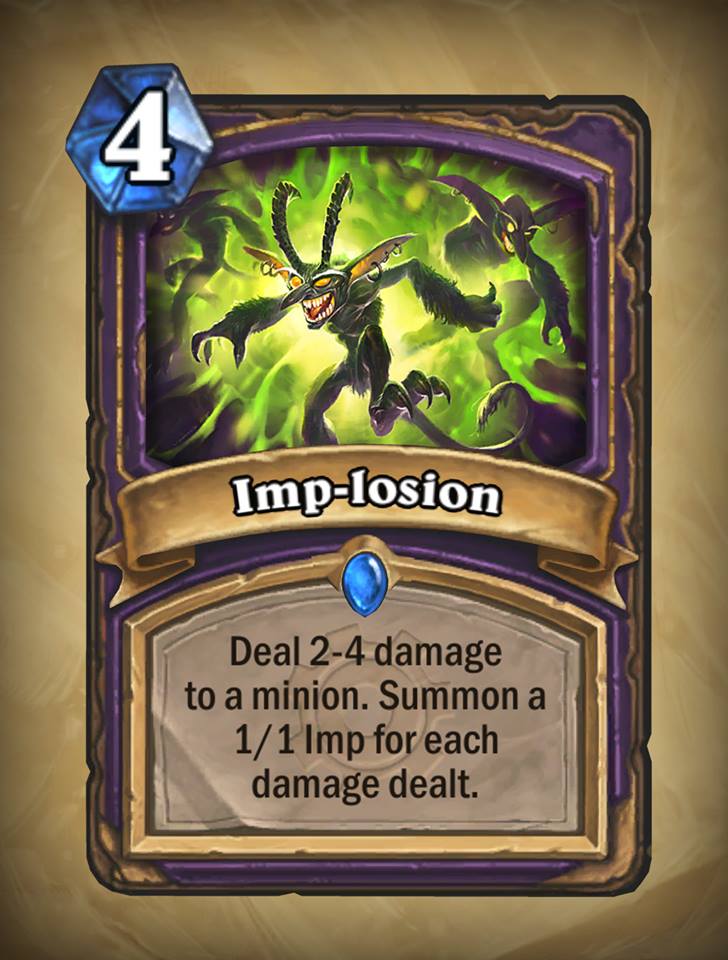 4
Imp-losion
Deal 2-4 damage
to a minion. Summon a
1/1 Imp for each
damage dealt.